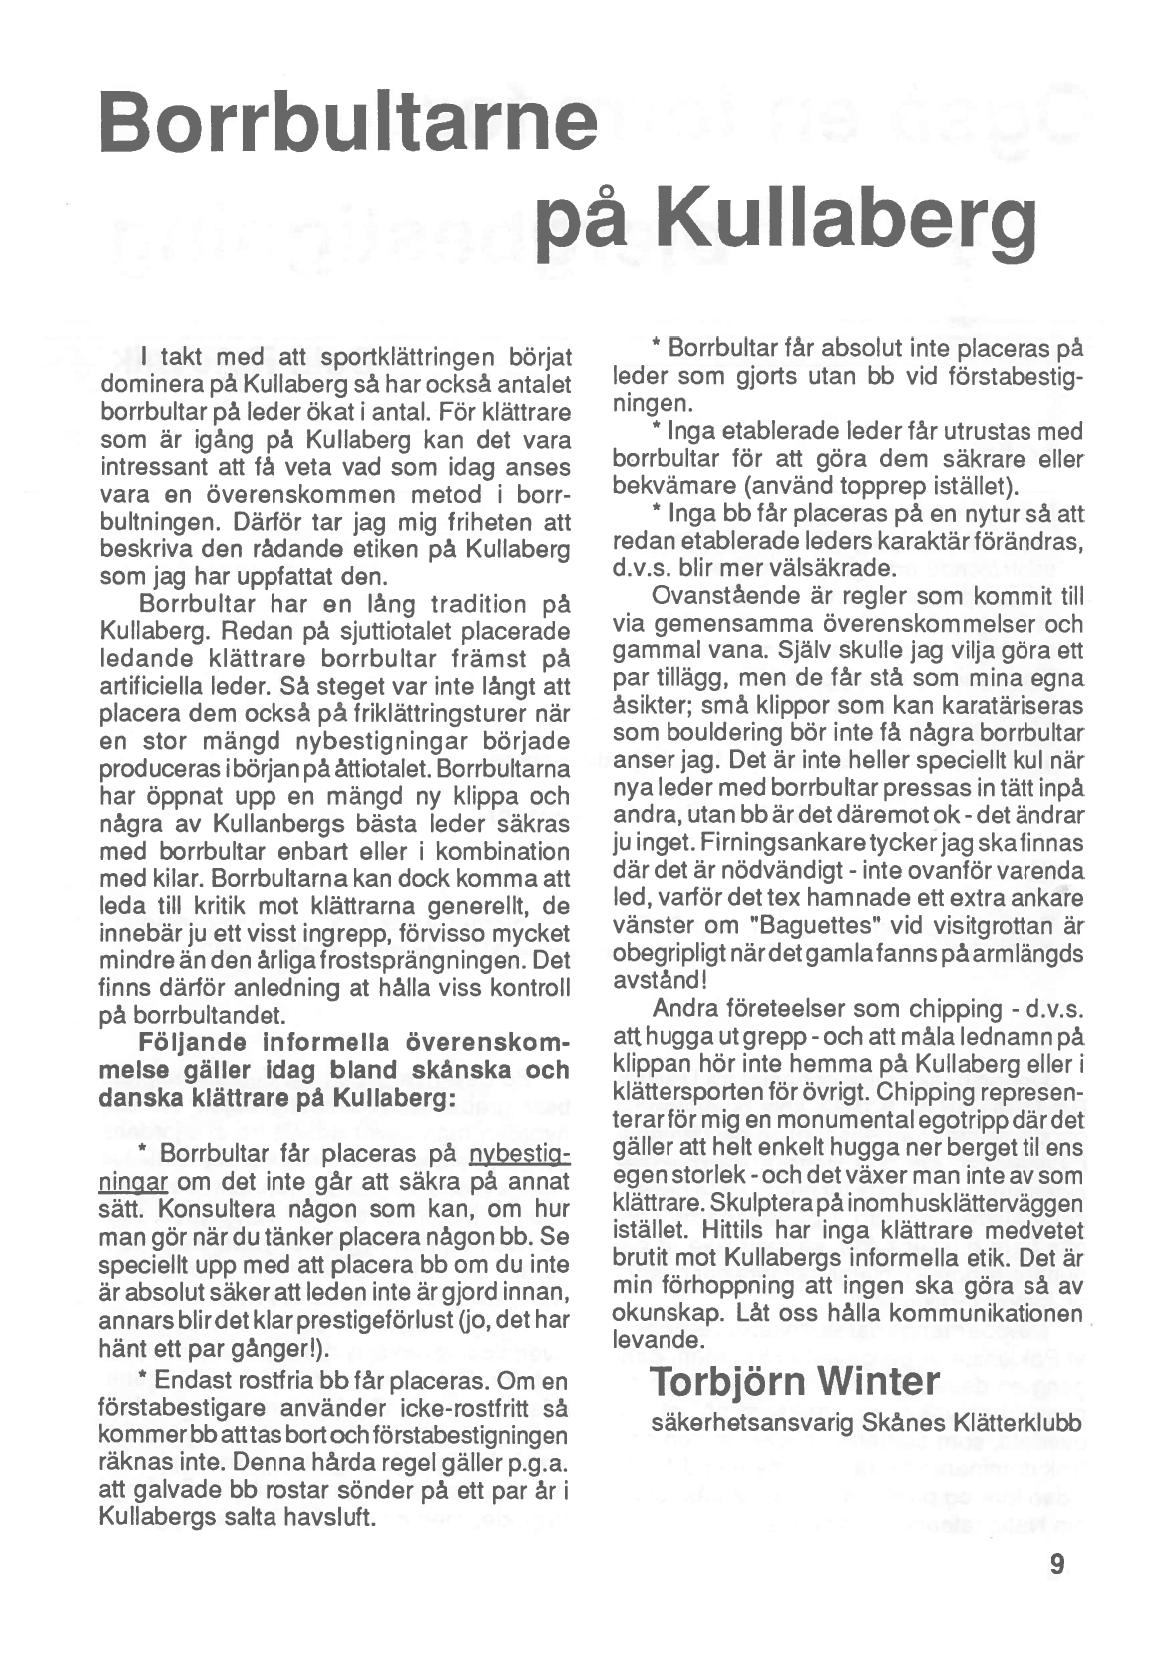 Borrbultarne
på Kullaberg
I takt med att sportklättringen börjat
dominera på Kullaberg så har också antalet
borrbultar på leder ökat i antal. För klättrare
som är igång på Kullaberg kan det vara
intressant att få veta vad som idag anses
vara en överenskommen metod i borr-
bultningen. Därför tar jag mig friheten att
beskriva den rådande etiken på Kullaberg
som jag har uppfattat den.
Borrbultar har en lång tradition på
Kullaberg. Redan på sjuttiotalet placerade
ledande klättrare borrbultar främst på
artificiella leder. Så steget var inte långt att
placera dem också på friklättringsturer när
en stor mängd nybestigningar började
produceras i början på åttiotalet. Borrbultarna
har öppnat upp en mängd ny klippa och
några av Kullanbergs bästa leder säkras
med borrbultar enbart eller i kombination
med kilar. Borrbultarna kan dock komma att
leda till kritik mot klättrarna generellt, de
innebär ju ett visst ingrepp, förvisso mycket
mindre än den årliga frostsprängningen. Det
finns därför anledning at hålla viss kontroll
på borrbultandet.
Följande informella överenskom-
melse gäller idag bland skånska och
danska klättrare på Kullaberg:
* Borrbultar får placeras på nybestig-
ningar om det inte går att säkra på annat
sätt. Konsultera någon som kan, om hur
man gör när du tänker placera någon bb. Se
speciellt upp med att placera bb om du inte
är absolut säker att leden inte är gjord innan,
annars blir det klar prestigeförlust (jo, det har
hänt ett par gånger!).
* Endast rostfria bb får placeras. Om en
förstabestigare använder icke-rostfritt så
kommer bb att tas bort och förstabestigningen
räknas inte. Denna hårda regel gäller p.g.a.
att galvade bb rostar sönder på ett par år i
Kullabergs salta havsluft.
* Borrbultar får absolut inte placeras på
leder som gjorts utan bb vid förstabestig-
ningen.
* Inga etablerade leder får utrustas med
borrbultar för att göra dem säkrare eller
bekvämare (använd topprep istället).
* Inga bb får placeras på en nytur så att
redan etablerade leders karaktär förändras,
d.v.s. blir mer välsäkrade.
Ovanstående är regler som kommit till
via gemensamma överenskommelser och
gammal vana. Själv skulle jag vilja göra ett
par tillägg, men de får stå som mina egna
åsikter; små klippor som kan karatäriseras
som bouldering bör inte få några borrbultar
anser jag. Det är inte heller speciellt kul när
nya leder med borrbultar pressas in tätt inpå
andra, utan bb är det däremot ok - det ändrar
ju inget. Firningsankare tycker jag ska finnas
där det är nödvändigt - inte ovanför varenda
led, varför det tex hamnade ett extra ankare
vänster om "Baguettes" vid visitgrottan är
obegripligt när det gamla fanns på armlängds
avstånd!
Andra företeelser som chipping - d.v.s.
att hugga ut grepp - och att måla lednamn på
klippan hör inte hemma på Kullaberg eller i
klättersporten för övrigt. Chipping represen-
terar för mig en monumental egotripp där det
gäller att helt enkelt hugga ner berget til ens
egen storlek - och det växer man inte av som
klättrare. Skulptera på inomhusklätterväggen
istället. Hittils har inga klättrare medvetet
brutit mot Kullabergs informella etik. Det är
min förhoppning att ingen ska göra så av
okunskap. Låt oss hålla kommunikationen
levande.
Torbjörn Winter
säkerhetsansvarig Skånes Klätterklubb
9